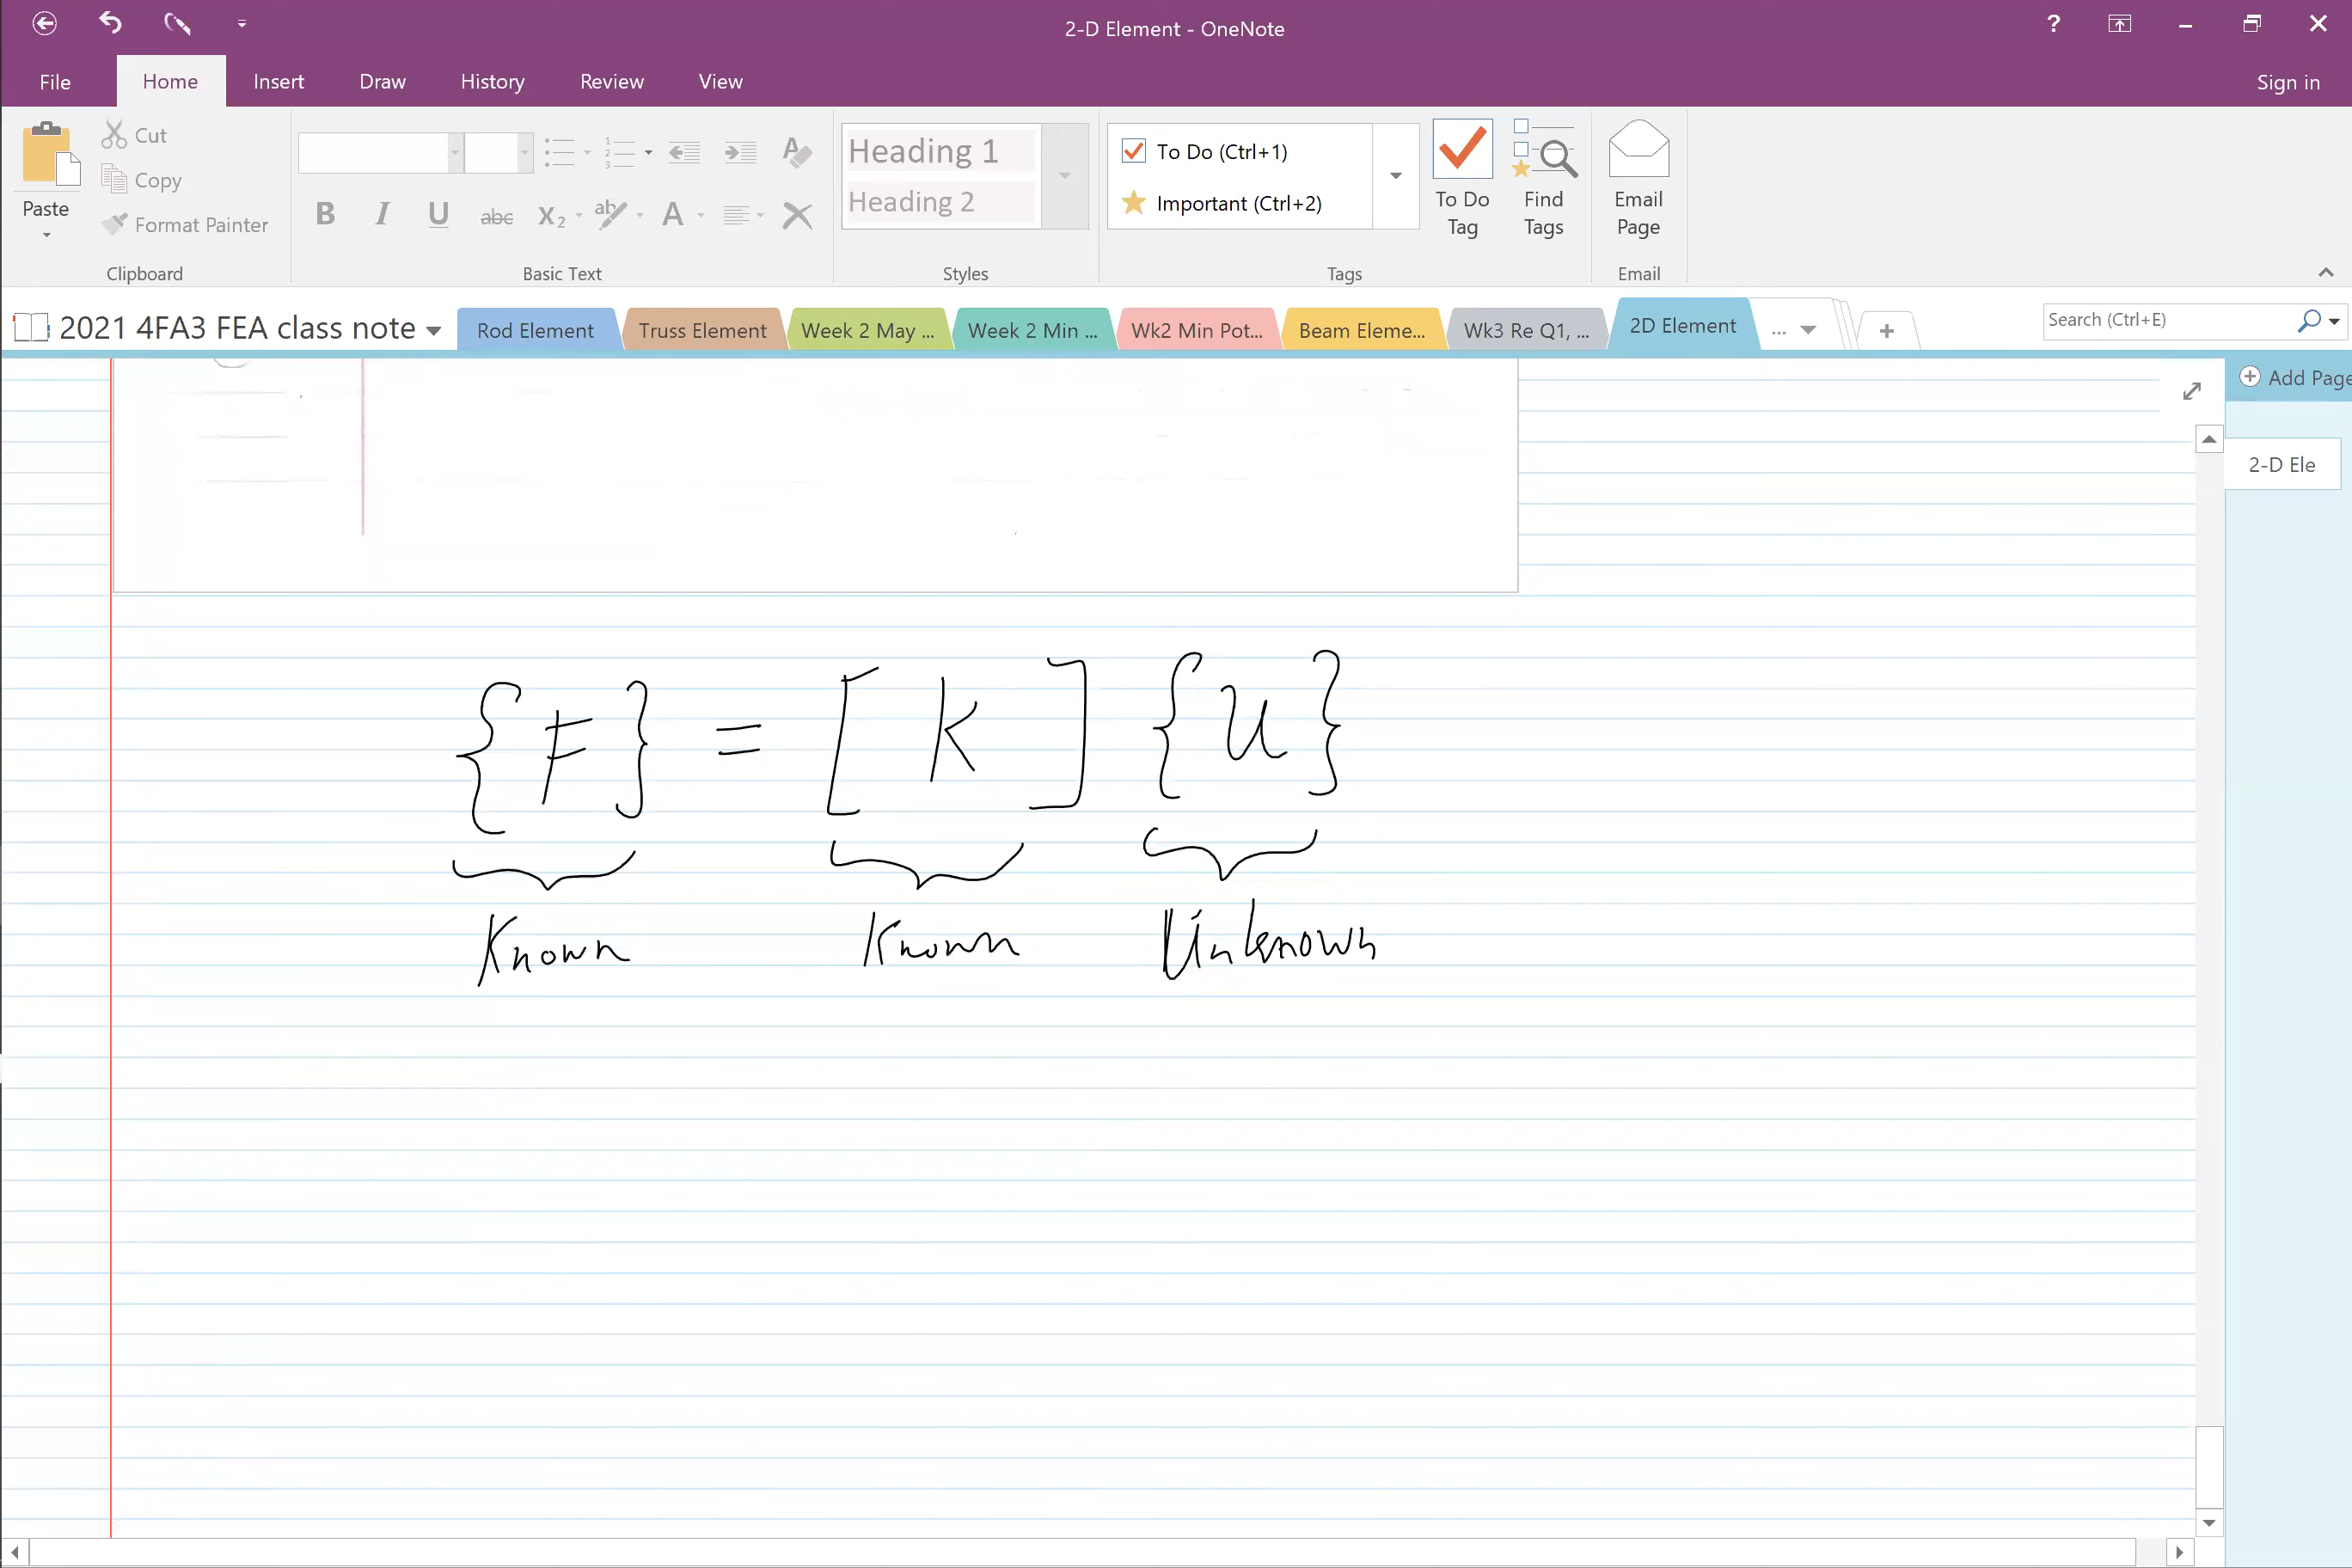 2-D Element - OneNote
File Home Insert Draw History Review View Sign in
Paste
Cut
Copy
Format Painter
Clipboard
B I U abc X₂ A
Basic Text
Heading 1
Heading 2
Styles
To Do (Ctrl+1)
Important (Ctrl+2)
To Do Tag
Find Tags
Tags
Email Page
Email
2021 4FA3 FEA class note
Rod Element Truss Element Week 2 May ... Week 2 Min ... Wk2 Min Pot... Beam Eleme... Wk3 Re Q1, ... 2D Element ... +
Search (Ctrl+E)
Add Page
2-D Ele
{F} = [K] {u}
Known Known Unknown